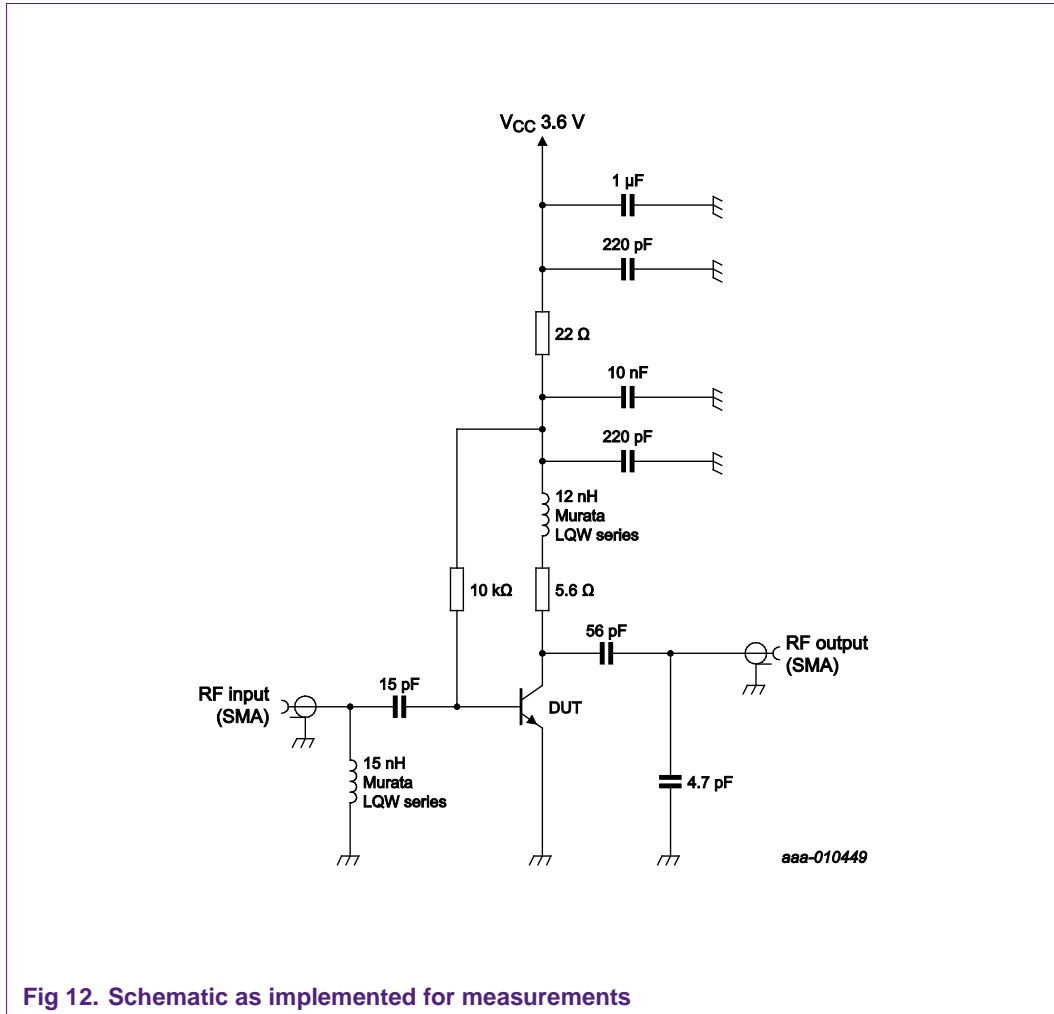 VCC 3.6 V
1 µF
220 pF
22 Ω
10 nF
220 pF
12 nH
Murata
LQW series
10 kΩ
5.6 Ω
56 pF
RF output
(SMA)
15 pF
RF input
(SMA)
DUT
15 nH
Murata
LQW series
4.7 pF
aaa-010449
Fig 12. Schematic as implemented for measurements